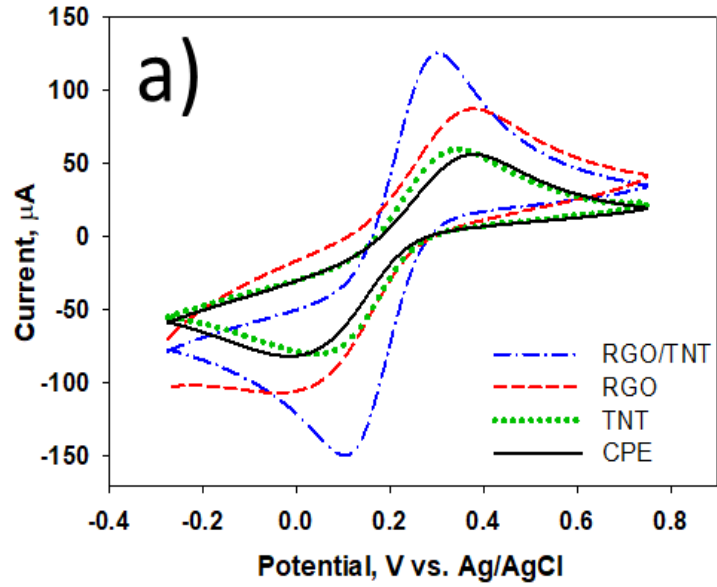 a)
150
100
50
0
-50
-100
-150
Current, μA
RGO/TNT
RGO
TNT
CPE
-0.4 -0.2 0.0 0.2 0.4 0.6 0.8
Potential, V vs. Ag/AgCl